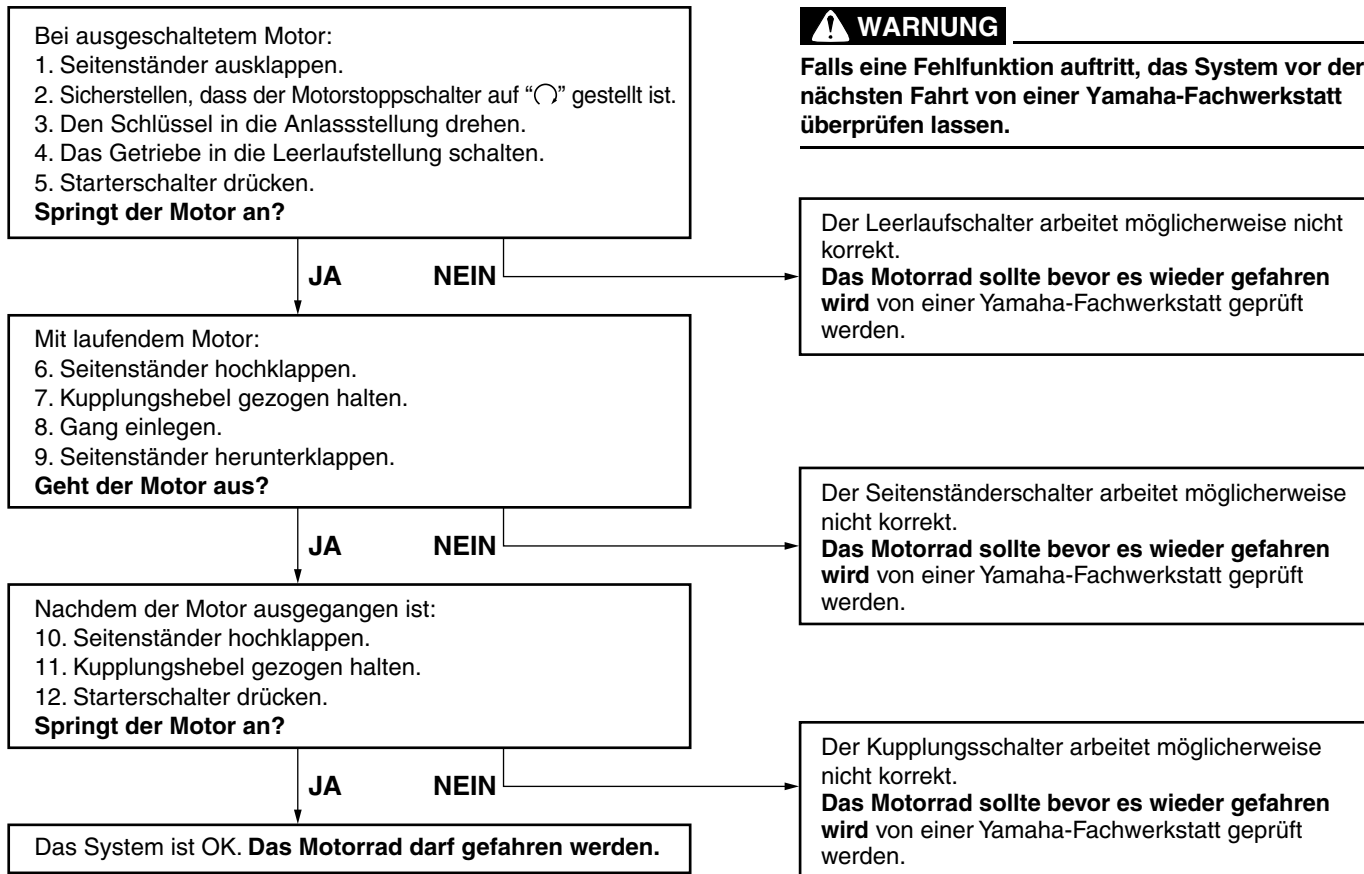 Bei ausgeschaltetem Motor:
1. Seitenständer ausklappen.
2. Sicherstellen, dass der Motorstoppschalter auf “○” gestellt ist.
3. Den Schlüssel in die Anlassstellung drehen.
4. Das Getriebe in die Leerlaufstellung schalten.
5. Starterschalter drücken.
Springt der Motor an?
WARNUNG
Falls eine Fehlfunktion auftritt, das System vor der
nächsten Fahrt von einer Yamaha-Fachwerkstatt
überprüfen lassen.
JA
NEIN
Der Leerlaufschalter arbeitet möglicherweise nicht
korrekt.
Das Motorrad sollte bevor es wieder gefahren
wird von einer Yamaha-Fachwerkstatt geprüft
werden.
Mit laufendem Motor:
6. Seitenständer hochklappen.
7. Kupplungshebel gezogen halten.
8. Gang einlegen.
9. Seitenständer herunterklappen.
Geht der Motor aus?
JA
NEIN
Der Seitenständerschalter arbeitet möglicherweise
nicht korrekt.
Das Motorrad sollte bevor es wieder gefahren
wird von einer Yamaha-Fachwerkstatt geprüft
werden.
Nachdem der Motor ausgegangen ist:
10. Seitenständer hochklappen.
11. Kupplungshebel gezogen halten.
12. Starterschalter drücken.
Springt der Motor an?
JA
NEIN
Der Kupplungsschalter arbeitet möglicherweise
nicht korrekt.
Das Motorrad sollte bevor es wieder gefahren
wird von einer Yamaha-Fachwerkstatt geprüft
werden.
Das System ist OK. Das Motorrad darf gefahren werden.